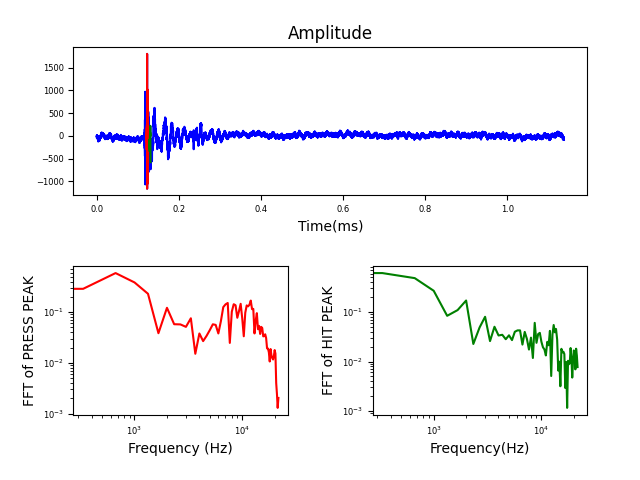 Amplitude
1500
1000
500
0
−500
−1000
0.0 0.2 0.4 0.6 0.8 1.0
Time(ms)
FFT of PRESS PEAK
10⁻¹
10⁻²
10⁻³
10³ 10⁴
Frequency (Hz)
FFT of HIT PEAK
10⁻¹
10⁻²
10⁻³
10³ 10⁴
Frequency(Hz)